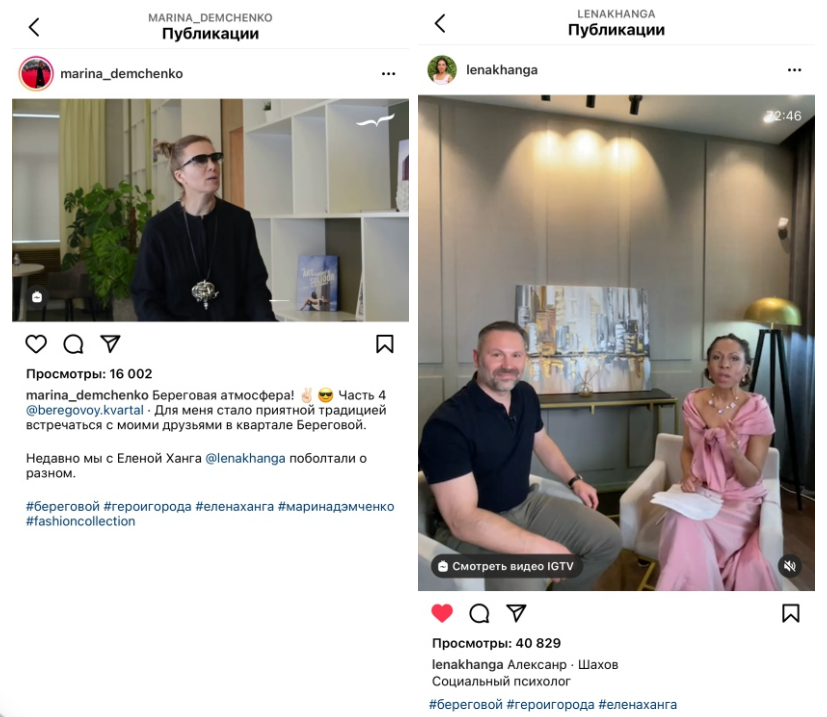 MARINA_DEMCHENKO
Публикации
marina_demchenko
Просмотры: 16 002
marina_demchenko Береговая атмосфера! ✌🏻 😎 Часть 4
@beregovoy.kvartal · Для меня стало приятной традицией
встречаться с моими друзьями в квартале Береговой.
Недавно мы с Еленой Ханга @lenakhanga поболтали о
разном.
#береговой #героигорода #еленаханга #маринадэмченко
#fashioncollection
LENAKHANGA
Публикации
lenakhanga
72:46
Смотреть видео IGTV
Просмотры: 40 829
lenakhanga Алексанр · Шахов
Социальный психолог
#береговой #героигорода #еленаханга